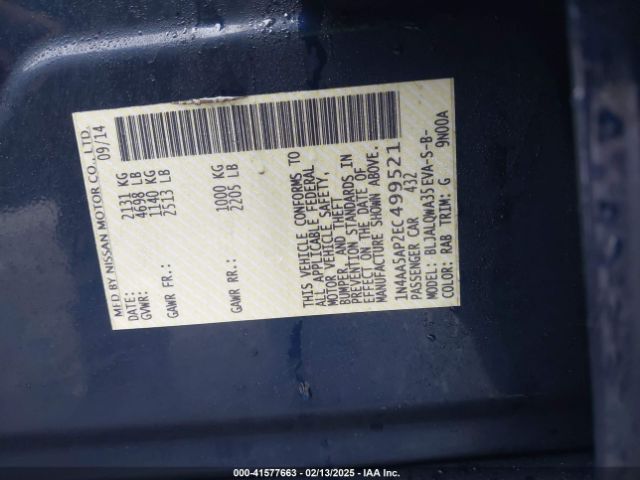 MFD BY NISSAN MOTOR CO., LTD.
DATE: 09/14
GVWR: 2131 KG
4698 LB
GAWR FR.: 1140 KG
2513 LB
GAWR RR.: 1000 KG
2205 LB
THIS VEHICLE CONFORMS TO
ALL APPLICABLE FEDERAL
MOTOR VEHICLE SAFETY,
BUMPER, AND THEFT
PREVENTION STANDARDS IN
EFFECT ON THE DATE OF
MANUFACTURE SHOWN ABOVE.
1N4AA5AP2EC499521
PASSENGER CAR 432
MODEL: BLJALDWA35EVA-S-B-
COLOR: RAB TRIM: G 9N00A
000-41577663 - 02/13/2025 - IAA Inc.